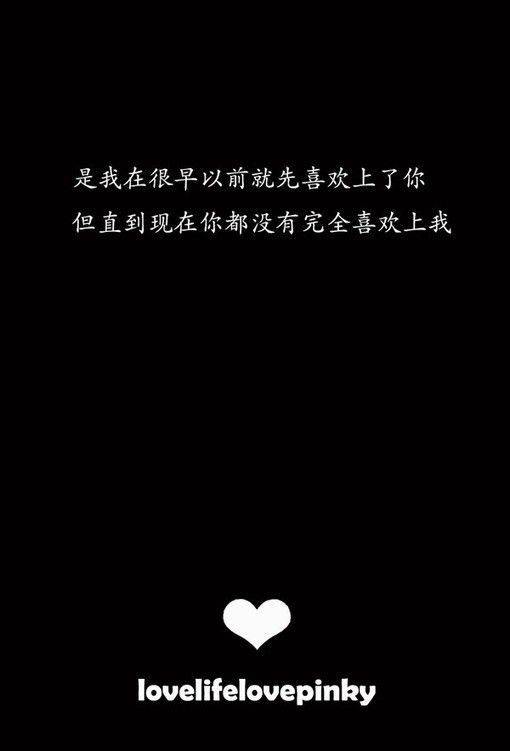 是我在很早以前就先喜欢上了你
但直到现在你都没有完全喜欢上我
lovelifelovepinky